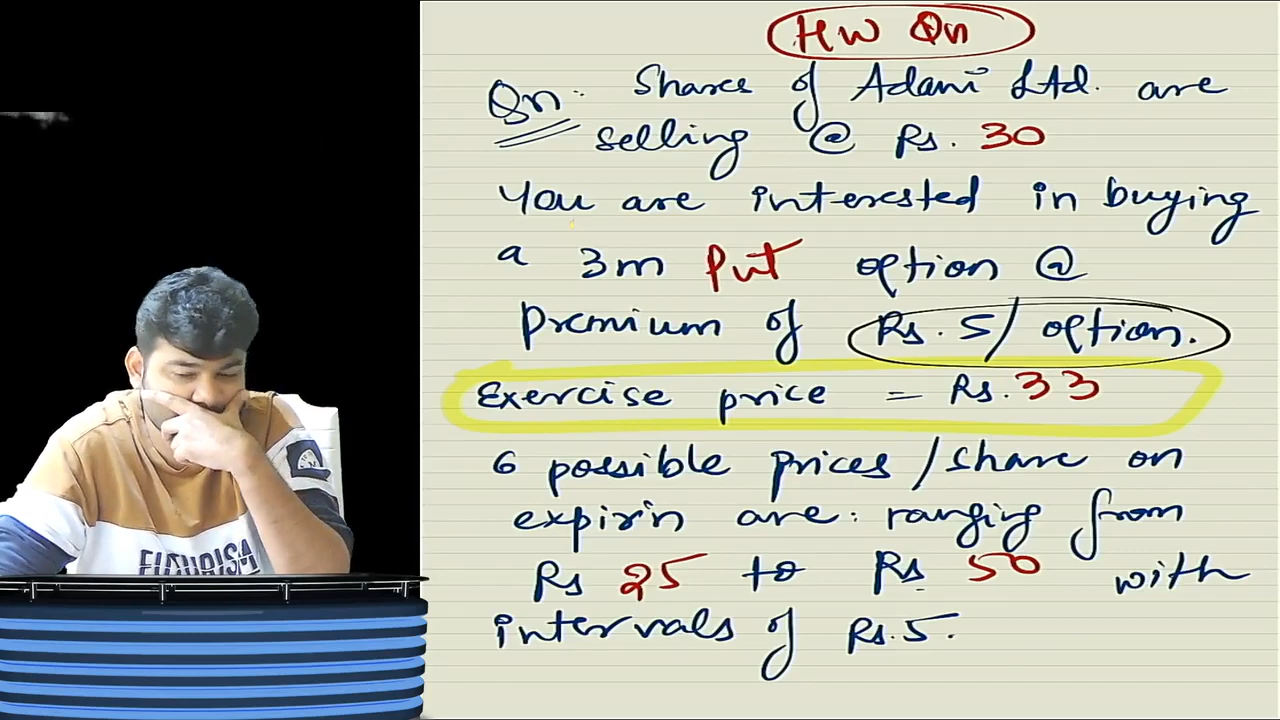 HW Qn
Qn: Shares of Adani Ltd. are
selling @ Rs. 30
You are interested in buying
a 3m Put option @
premium of Rs. 5/option.
Exercise price = Rs. 33
6 possible prices/share on
expirin are: ranging from
Rs 25 to Rs 50 with
intervals of Rs. 5.
FUTURISM